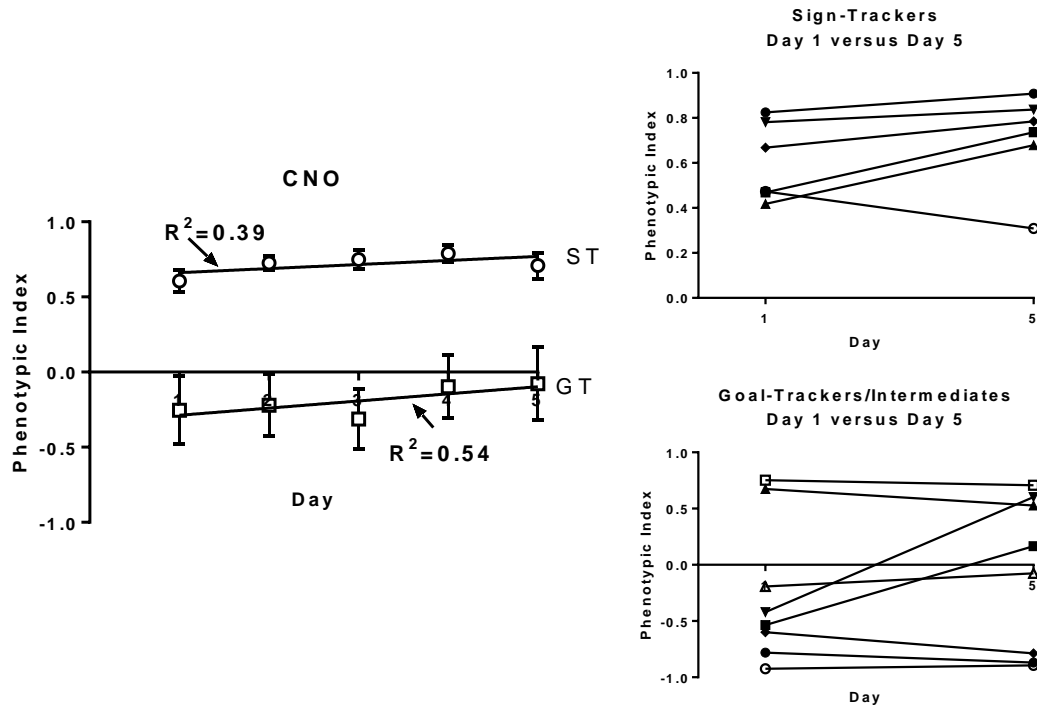 CNO
Phenotypic Index
1.0
0.5
0.0
-0.5
-1.0
R²=0.39
ST
1 2 3 4 5
GT
R²=0.54
Day
Sign-Trackers
Day 1 versus Day 5
Phenotypic Index
1.0
0.8
0.6
0.4
0.2
0.0
1 5
Day
Goal-Trackers/Intermediates
Day 1 versus Day 5
Phenotypic Index
1.0
0.5
0.0
-0.5
-1.0
5
Day